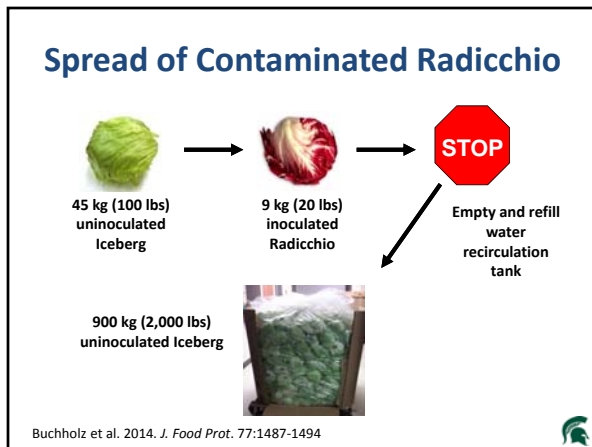 Spread of Contaminated Radicchio
STOP
45 kg (100 lbs)
uninoculated
Iceberg
9 kg (20 lbs)
inoculated
Radicchio
Empty and refill
water
recirculation
tank
900 kg (2,000 lbs)
uninoculated Iceberg
Buchholz et al. 2014. J. Food Prot. 77:1487-1494